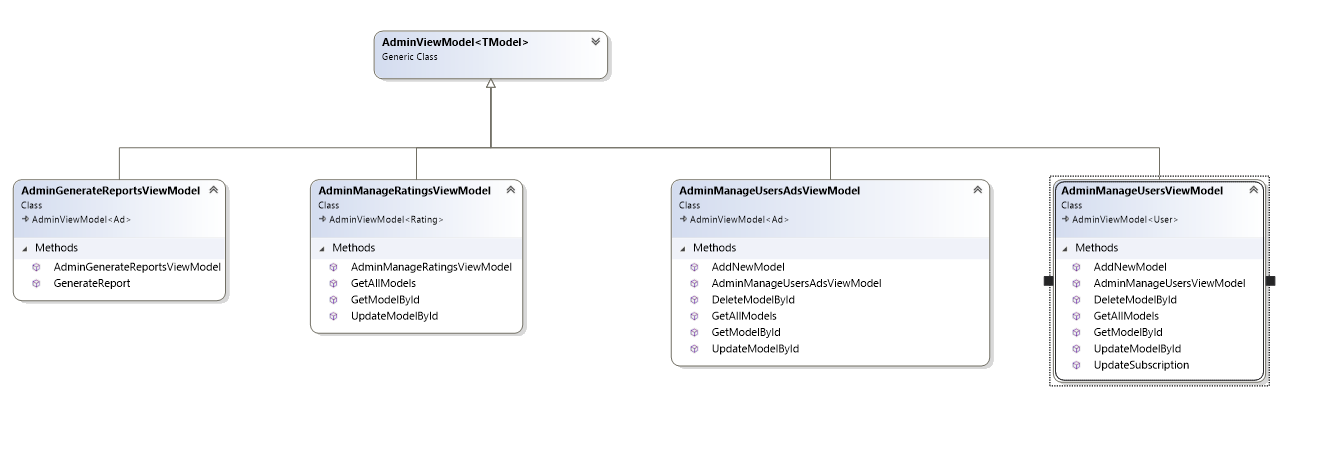 AdminViewModel<TModel>
Generic Class
AdminGenerateReportsViewModel
Class
AdminViewModel<Ad>
Methods
AdminGenerateReportsViewModel
GenerateReport
AdminManageRatingsViewModel
Class
AdminViewModel<Rating>
Methods
AdminManageRatingsViewModel
GetAllModels
GetModelById
UpdateModelById
AdminManageUsersAdsViewModel
Class
AdminViewModel<Ad>
Methods
AddNewModel
AdminManageUsersAdsViewModel
DeleteModelById
GetAllModels
GetModelById
UpdateModelById
AdminManageUsersViewModel
Class
AdminViewModel<User>
Methods
AddNewModel
AdminManageUsersViewModel
DeleteModelById
GetAllModels
GetModelById
UpdateModelById
UpdateSubscription